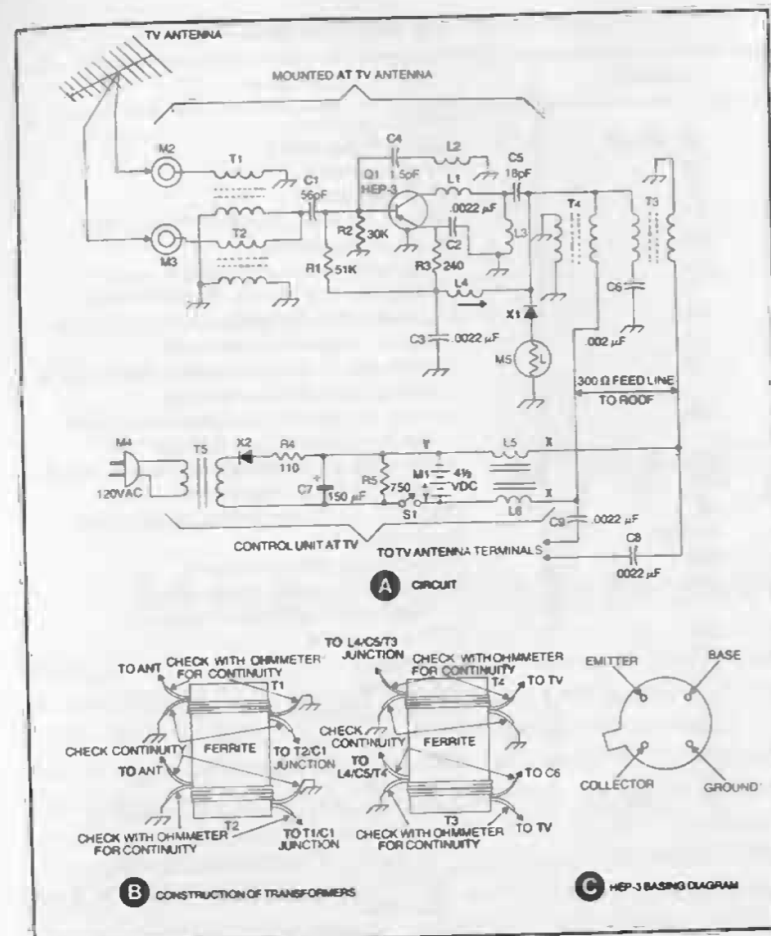 TV ANTENNA
MOUNTED AT TV ANTENNA
M2
T1
C1
56pF
C4
1.5pF
L2
Q1
HEP-3
L1
C5
18pF
.0022 µF
C2
L3
T4
T3
T2
M3
R2
30K
R1
51K
R3
240
L4
C6
X1
C3
.0022 µF
M5
L
.002 µF
300 Ω FEED LINE
TO ROOF
M4
120VAC
T5
X2
R4
110
C7
+
150 µF
R5
750
Y
M1
4½
VDC
+
Y
S1
L5
X
L6
X
C9
.0022 µF
CONTROL UNIT AT TV
TO TV ANTENNA TERMINALS
C8
.0022 µF
A CIRCUIT
TO ANT
CHECK WITH OHMMETER
FOR CONTINUITY
T1
CHECK CONTINUITY
FERRITE
TO T2/C1
JUNCTION
TO ANT
T2
CHECK WITH OHMMETER
FOR CONTINUITY
TO T1/C1
JUNCTION
TO L4/C5/T3
JUNCTION
CHECK WITH OHMMETER
FOR CONTINUITY
T4
TO TV
CHECK
CONTINUITY
FERRITE
TO
L4/C5/T4
TO C6
T3
TO TV
CHECK WITH OHMMETER
FOR CONTINUITY
B CONSTRUCTION OF TRANSFORMERS
EMITTER
BASE
COLLECTOR
GROUND
C HEP-3 BASING DIAGRAM